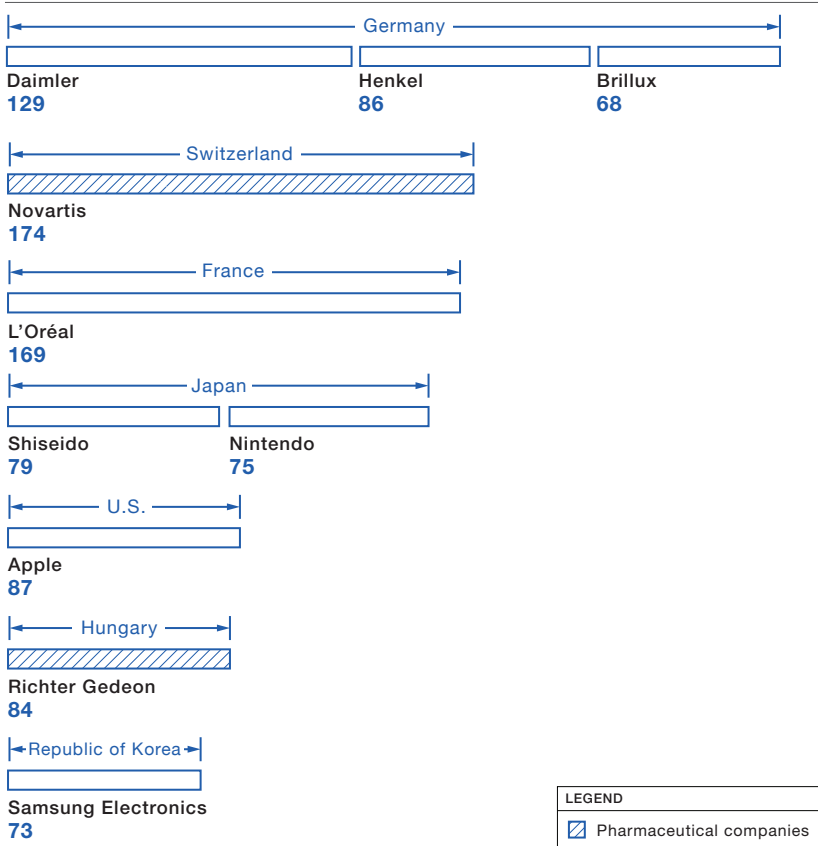 Germany
Daimler Henkel Brillux
129 86 68
Switzerland
Novartis
174
France
L’Oréal
169
Japan
Shiseido Nintendo
79 75
U.S.
Apple
87
Hungary
Richter Gedeon
84
Republic of Korea
Samsung Electronics
73
LEGEND
Pharmaceutical companies